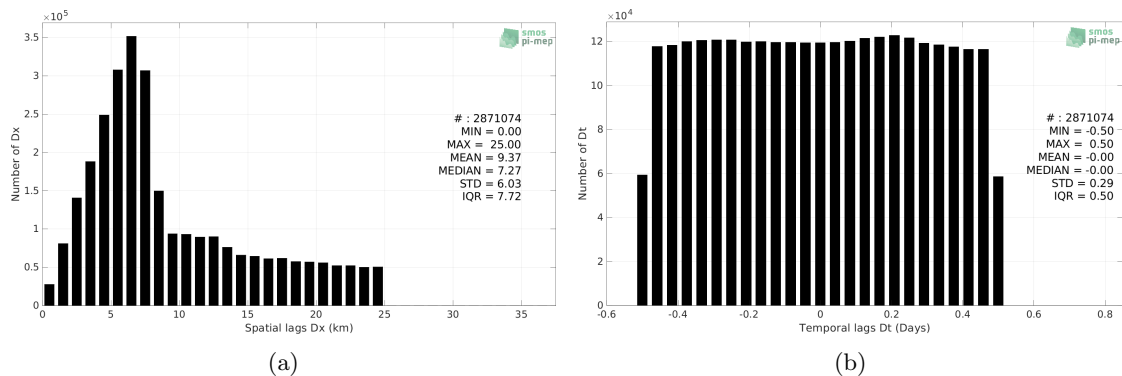 ×10⁵
3.5
3
2.5
2
1.5
1
0.5
0
Number of Dx
0 5 10 15 20 25 30 35
Spatial lags Dx (km)
smos
pi-mep
# : 2871074
MIN = 0.00
MAX = 25.00
MEAN = 9.37
MEDIAN = 7.27
STD = 6.03
IQR = 7.72
(a)
×10⁴
12
10
8
6
4
2
0
Number of Dt
-0.6 -0.4 -0.2 0 0.2 0.4 0.6 0.8
Temporal lags Dt (Days)
smos
pi-mep
# : 2871074
MIN = -0.50
MAX = 0.50
MEAN = -0.00
MEDIAN = -0.00
STD = 0.29
IQR = 0.50
(b)